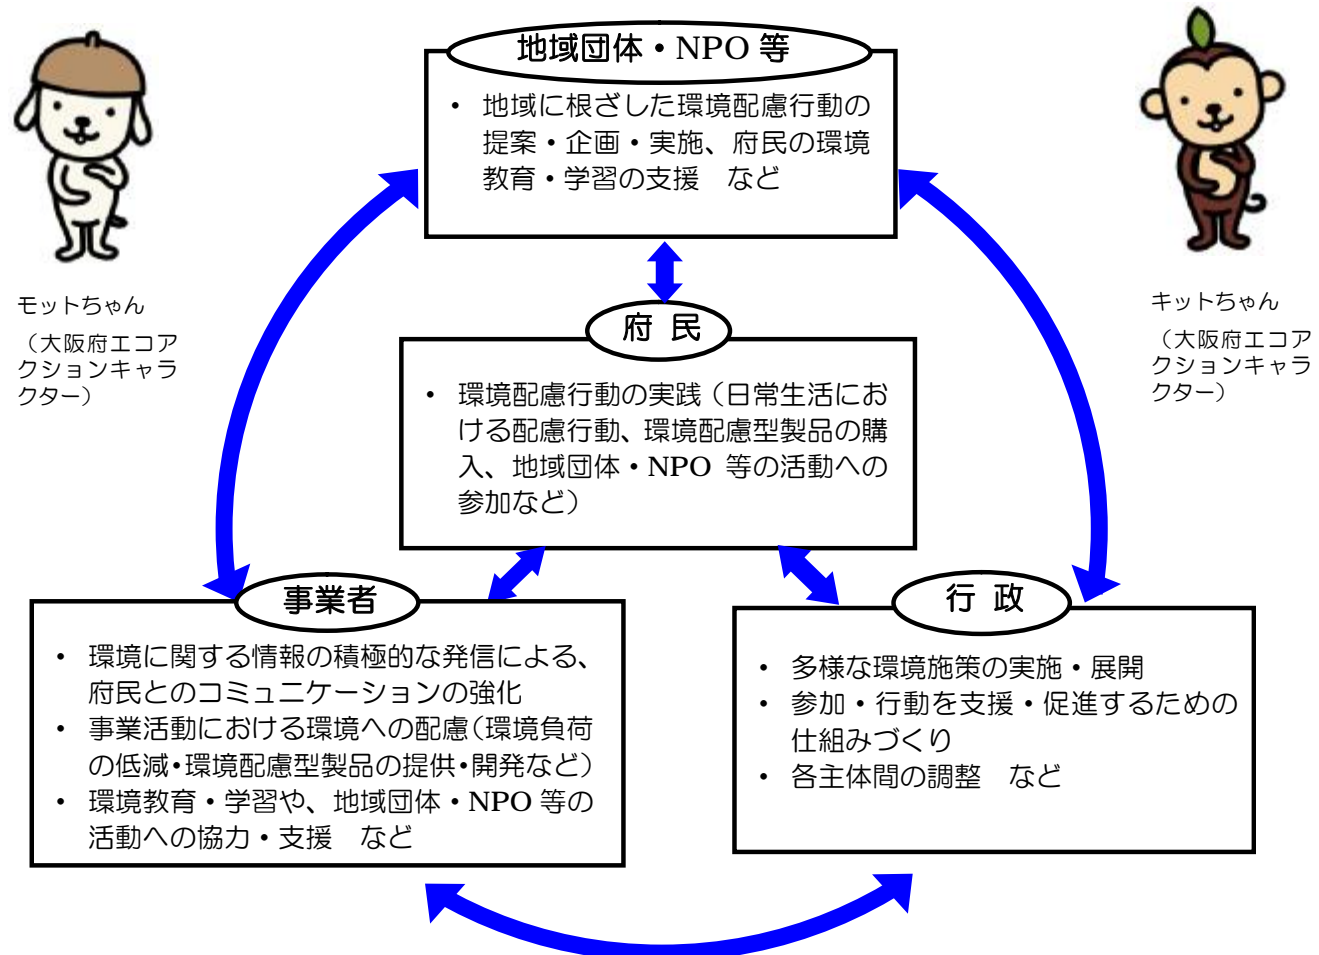 地域団体・NPO 等
・ 地域に根ざした環境配慮行動の
提案・企画・実施、府民の環境
教育・学習の支援　など
モットちゃん
（大阪府エコア
クションキャラ
クター）
キットちゃん
（大阪府エコア
クションキャラ
クター）
府 民
・ 環境配慮行動の実践（日常生活にお
ける配慮行動、環境配慮型製品の購
入、地域団体・NPO 等の活動への
参加など）
事業者
・ 環境に関する情報の積極的な発信による、
府民とのコミュニケーションの強化
・ 事業活動における環境への配慮（環境負荷
の低減・環境配慮型製品の提供・開発など）
・ 環境教育・学習や、地域団体・NPO 等の
活動への協力・支援　など
行 政
・ 多様な環境施策の実施・展開
・ 参加・行動を支援・促進するための
仕組みづくり
・ 各主体間の調整　など